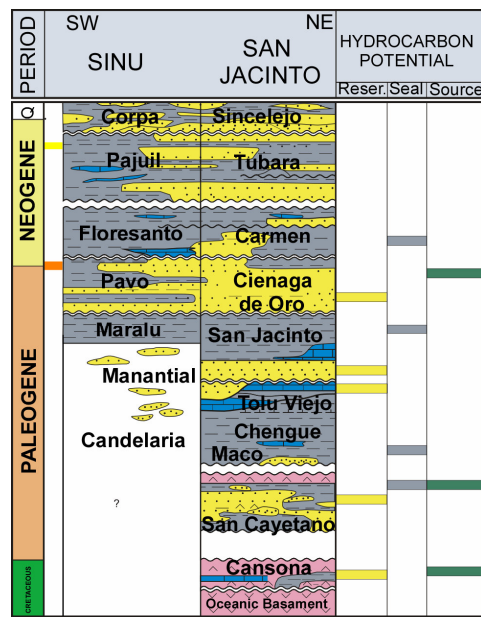 PERIOD
SW
NE
SINU
SAN
JACINTO
HYDROCARBON
POTENTIAL
Reser.
Seal
Source
Q
NEOGENE
PALEOGENE
CRETACEOUS
Corpa
Sincelejo
Pajuil
Tubara
Floresanto
Carmen
Pavo
Cienaga
de Oro
Maralu
San Jacinto
Manantial
Tolu Viejo
Candelaria
Chengue
Maco
?
San Cayetano
Cansona
Oceanic Basament